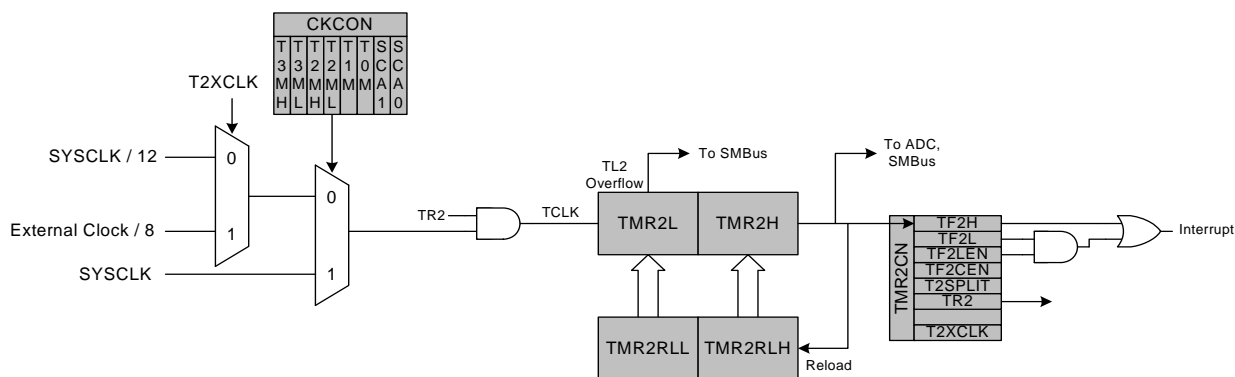 CKCON
T3MH
T3ML
T2MH
T2ML
T1M
T0M
SCA1
SCA0
T2XCLK
SYSCLK / 12
0
External Clock / 8
1
SYSCLK
0
1
TR2
TCLK
TL2
Overflow
To SMBus
To ADC,
SMBus
TMR2L
TMR2H
TMR2RLL
TMR2RLH
Reload
TMR2CN
TF2H
TF2L
TF2LEN
TF2CEN
T2SPLIT
TR2
T2XCLK
Interrupt